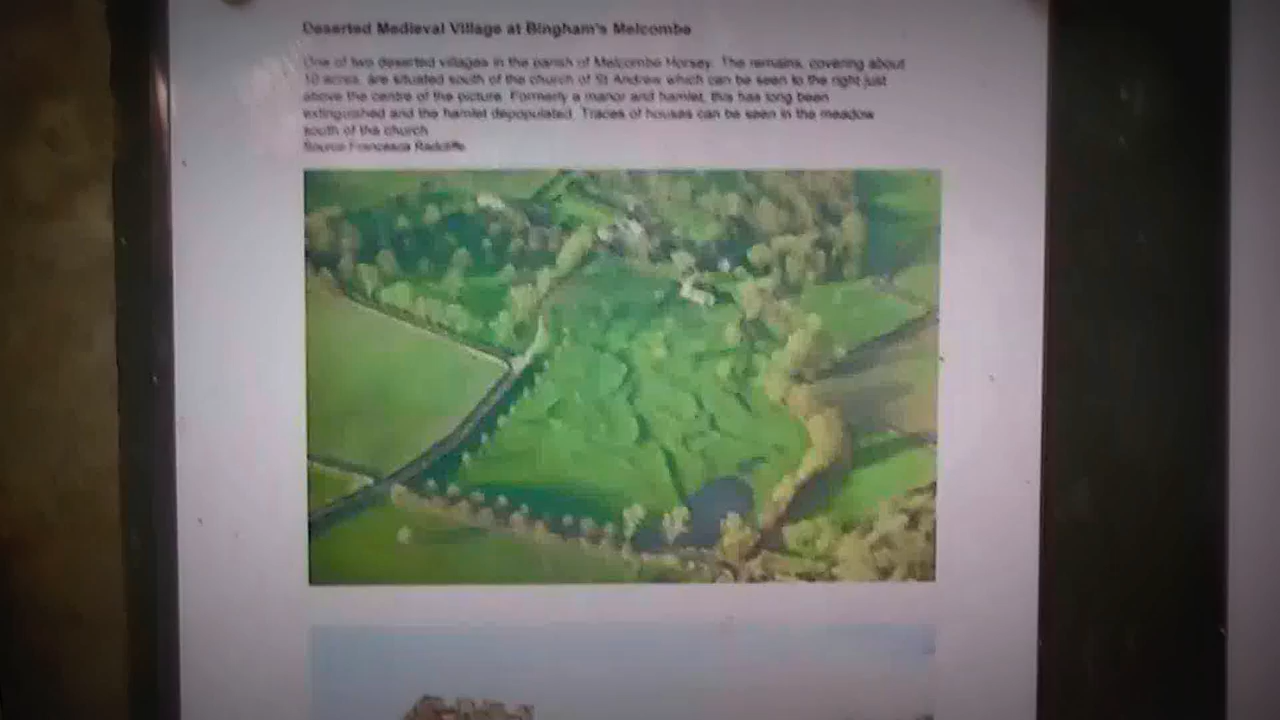 Deserted Medieval Village at Bingham's Melcombe
One of two deserted villages in the parish of Melcombe Horsey. The remains, covering about
10 acres, are situated south of the church of St Andrew which can be seen to the right just
above the centre of the picture. Formerly a manor and hamlet, this has long been
extinguished and the hamlet depopulated. Traces of houses can be seen in the meadow
south of the church
Source Francesca Radcliffe